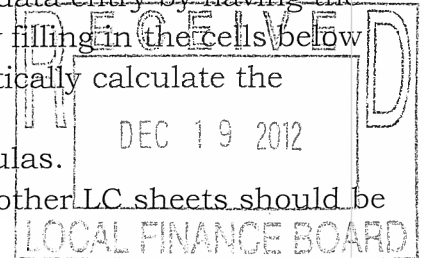 data entry by having the
RECEIVED
filling in the cells below
tically calculate the
DEC 19 2012
ulas.
other LC sheets should be
LOCAL FINANCE BOARD